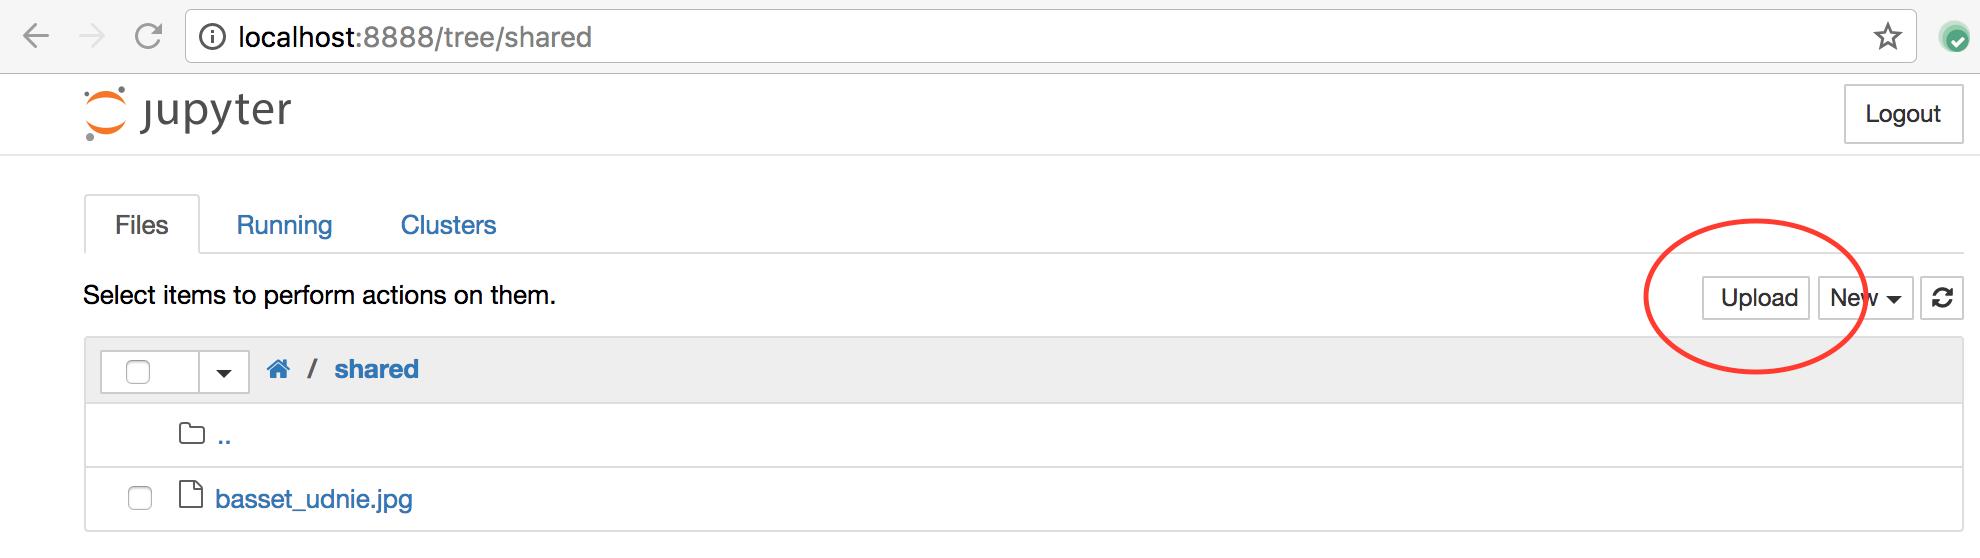 localhost:8888/tree/shared
jupyter
Logout
Files Running Clusters
Select items to perform actions on them.
Upload New
/ shared
..
basset_udnie.jpg